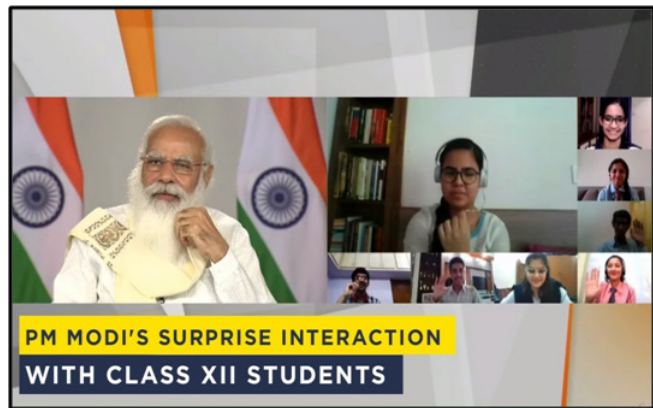 PM MODI'S SURPRISE INTERACTION
WITH CLASS XII STUDENTS